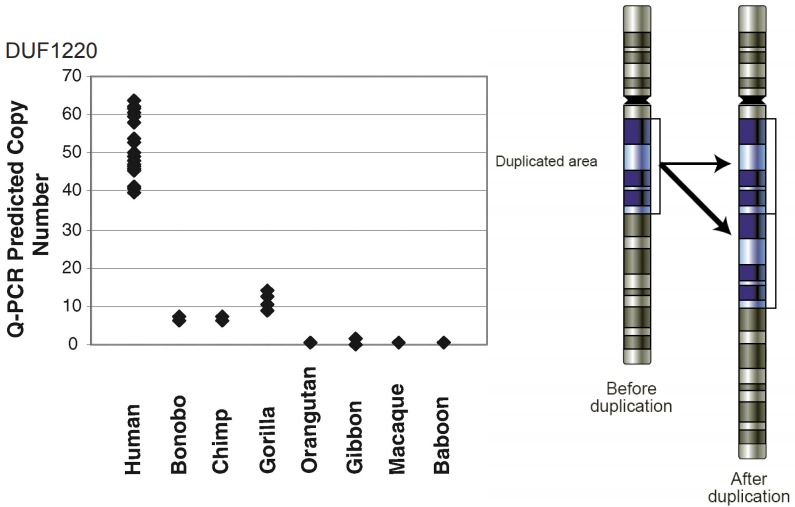 DUF1220
Q-PCR Predicted Copy
Number
70
60
50
40
30
20
10
0
Human
Bonobo
Chimp
Gorilla
Orangutan
Gibbon
Macaque
Baboon
Duplicated area
Before
duplication
After
duplication